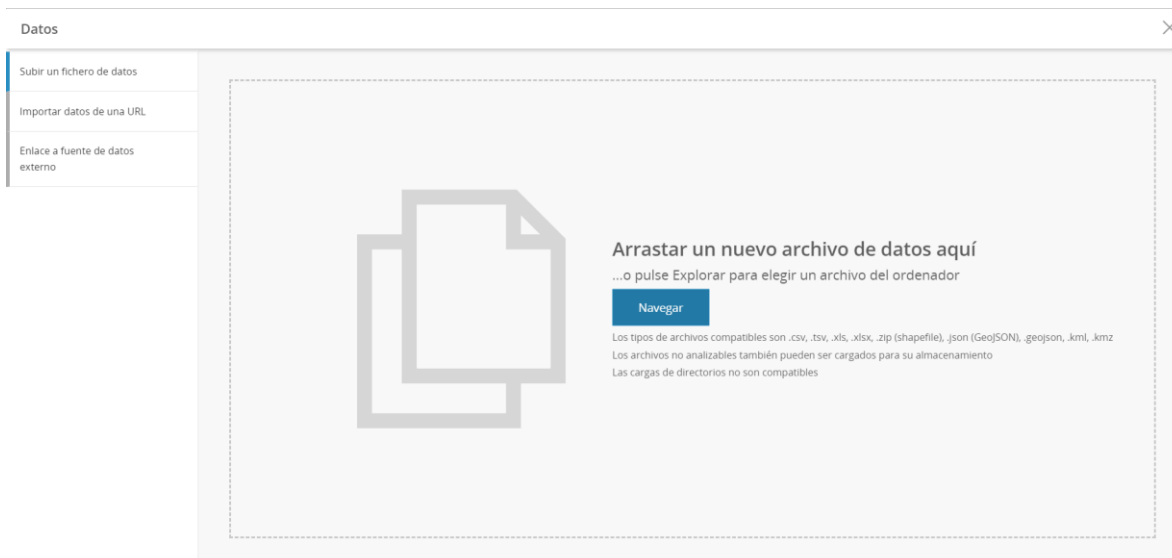 Datos
Subir un fichero de datos
Importar datos de una URL
Enlace a fuente de datos
externo
Arrastar un nuevo archivo de datos aquí
...o pulse Explorar para elegir un archivo del ordenador
Navegar
Los tipos de archivos compatibles son .csv, .tsv, .xls, .xlsx, .zip (shapefile), .json (GeoJSON), .geojson, .kml, .kmz
Los archivos no analizables también pueden ser cargados para su almacenamiento
Las cargas de directorios no son compatibles